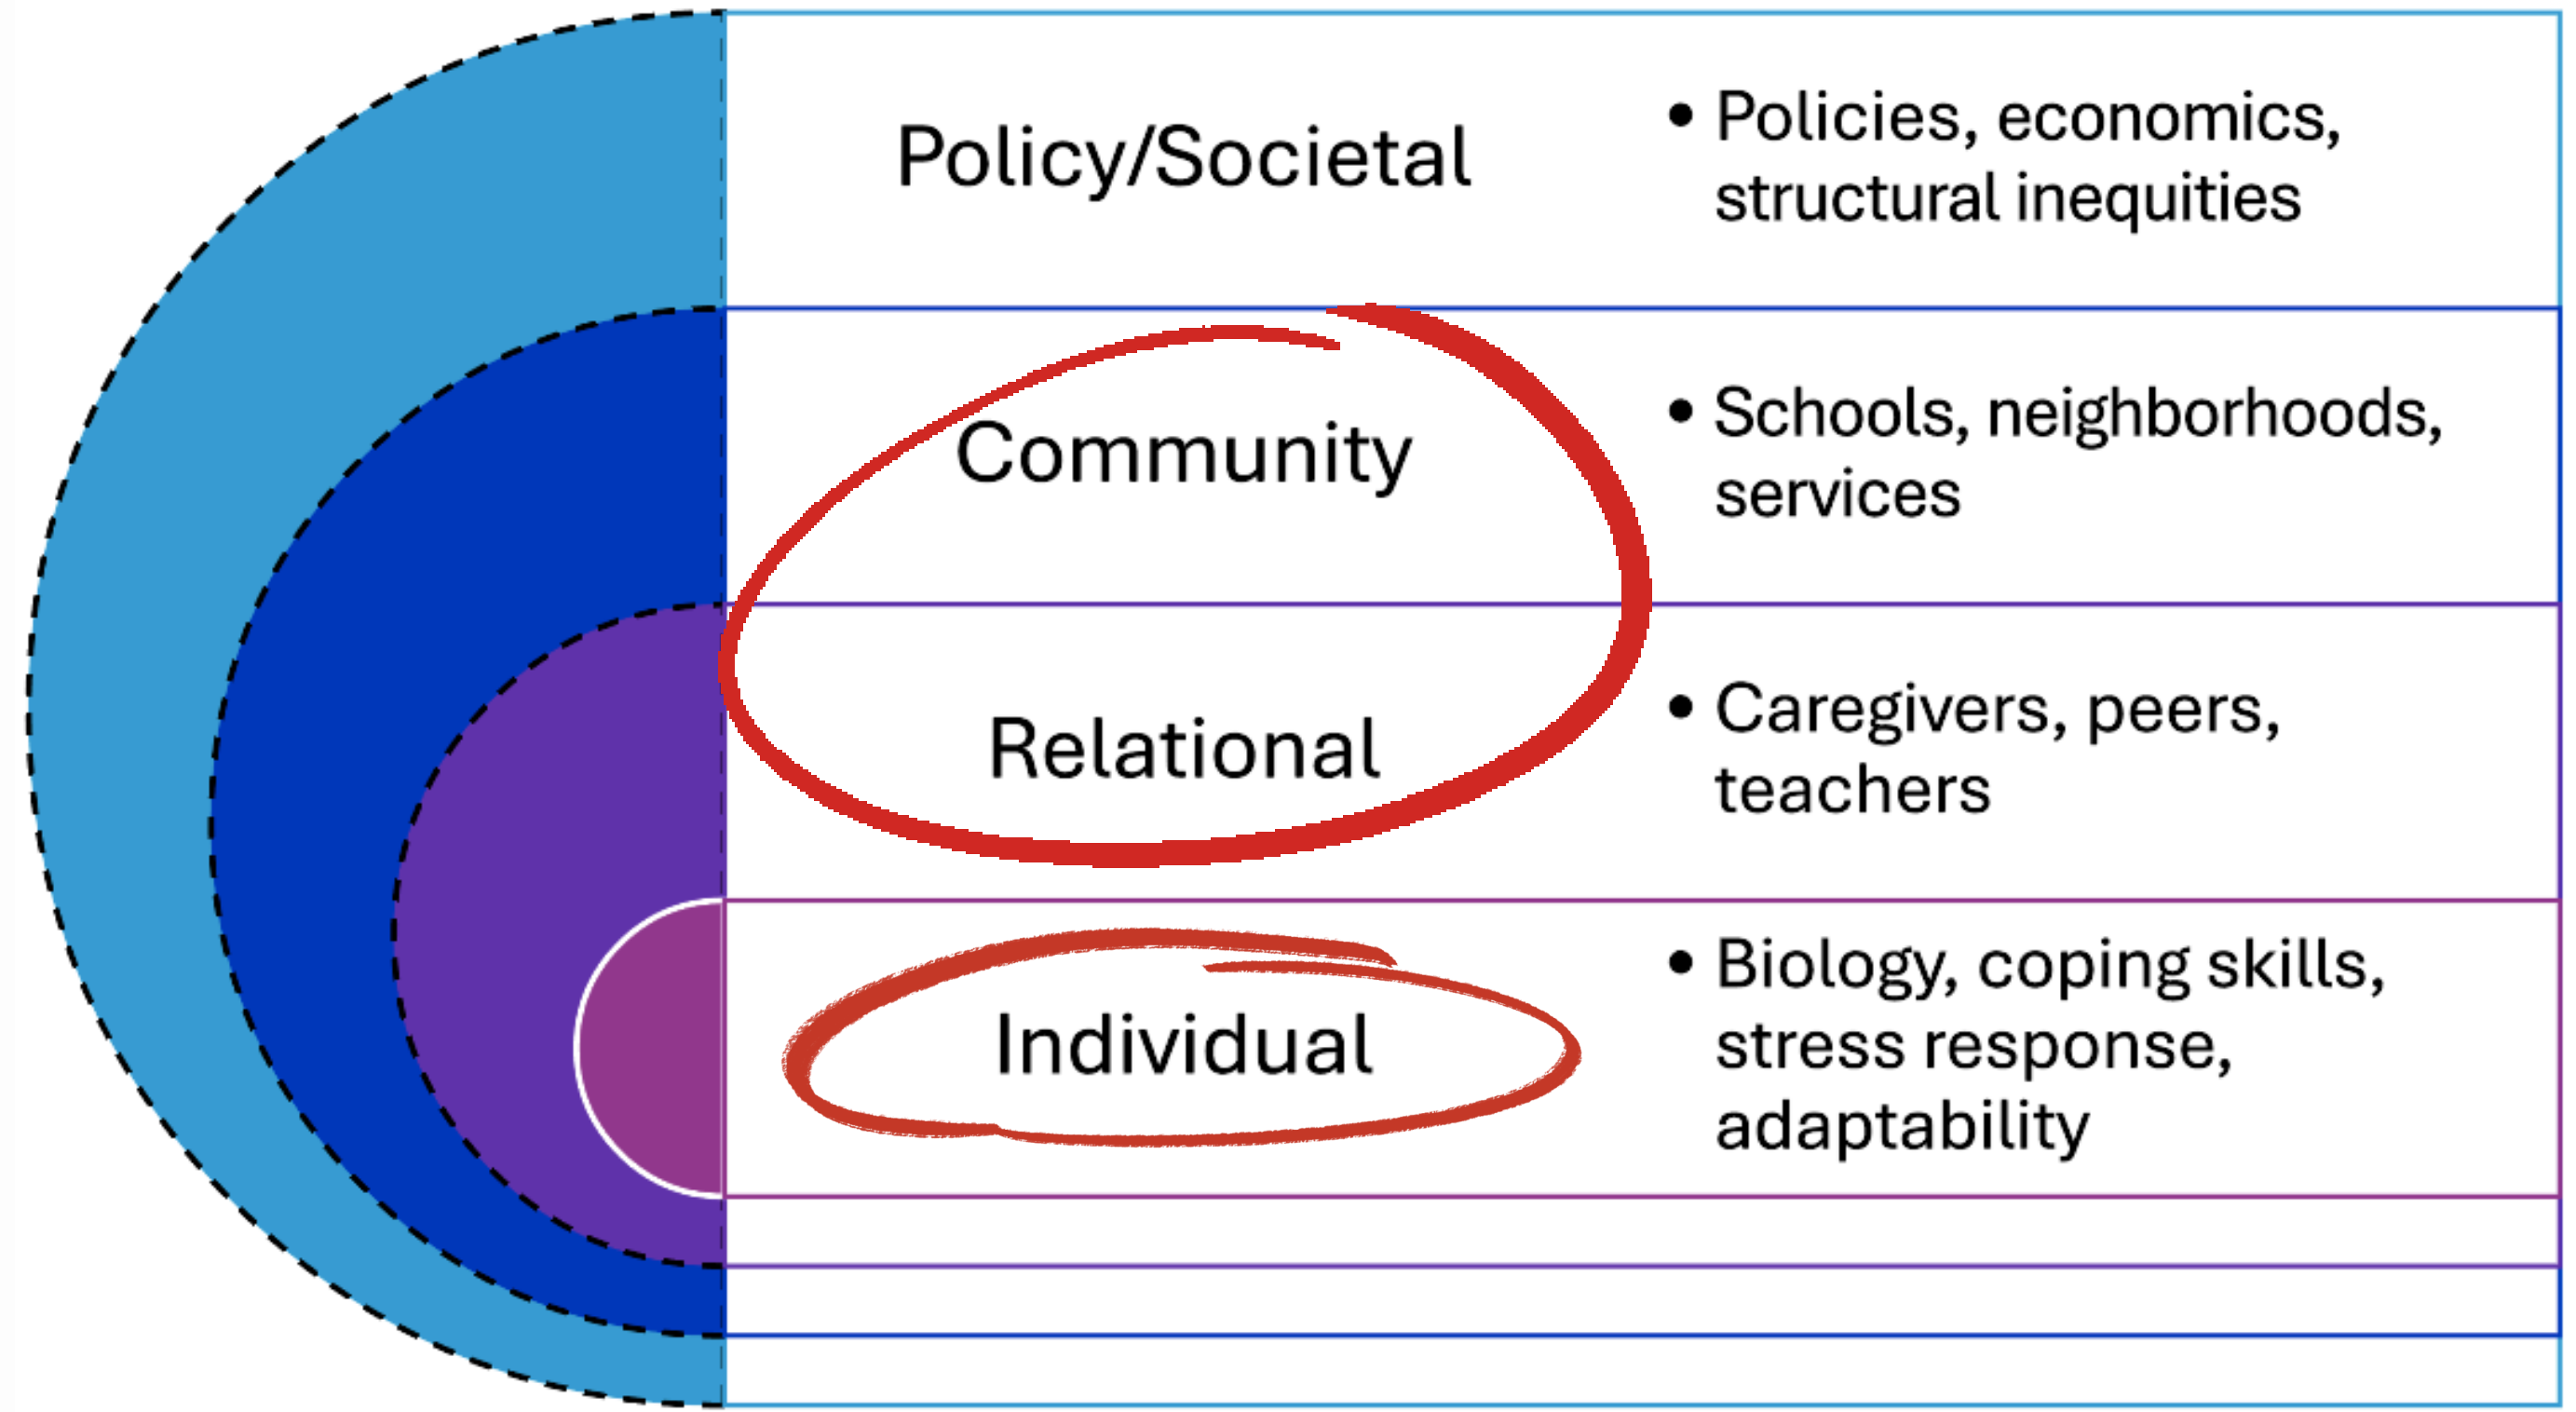 Policy/Societal
• Policies, economics,
structural inequities
Community
• Schools, neighborhoods,
services
Relational
• Caregivers, peers,
teachers
Individual
• Biology, coping skills,
stress response,
adaptability